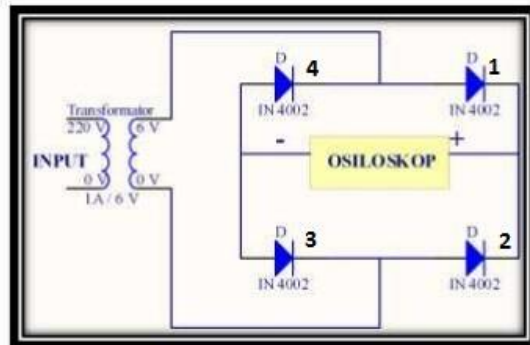 D 4
D 1
IN 4002
IN 4002
Transformator
220 V 6 V
INPUT
0 V 0 V
1A / 6 V
- +
OSILOSKOP
D 3
D 2
IN 4002
IN 4002